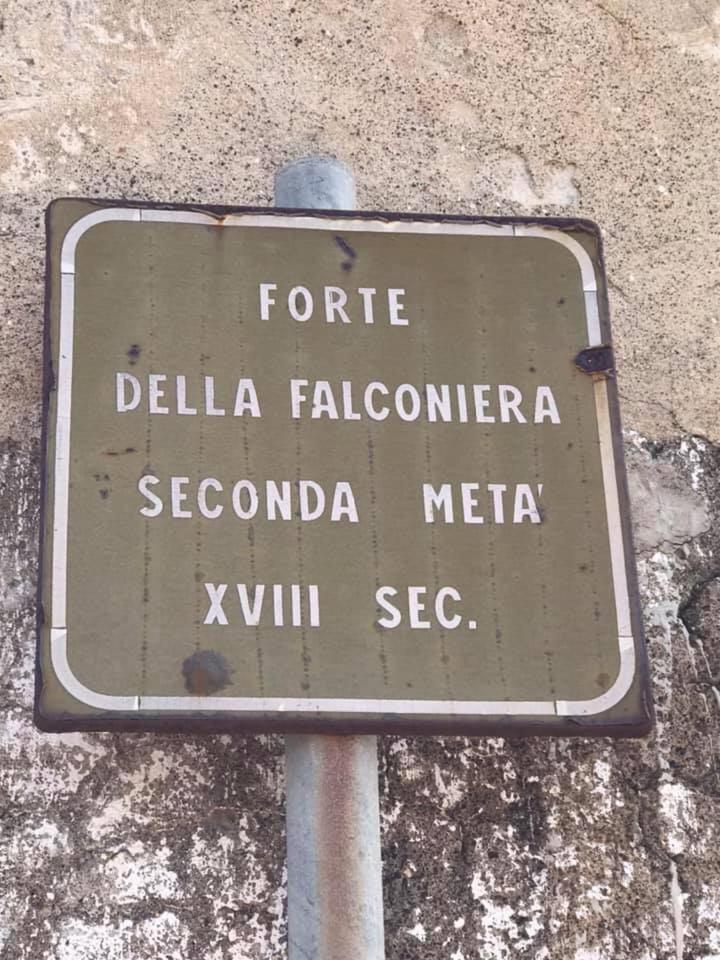 FORTE
DELLA FALCONIERA
SECONDA META'
XVIII SEC.